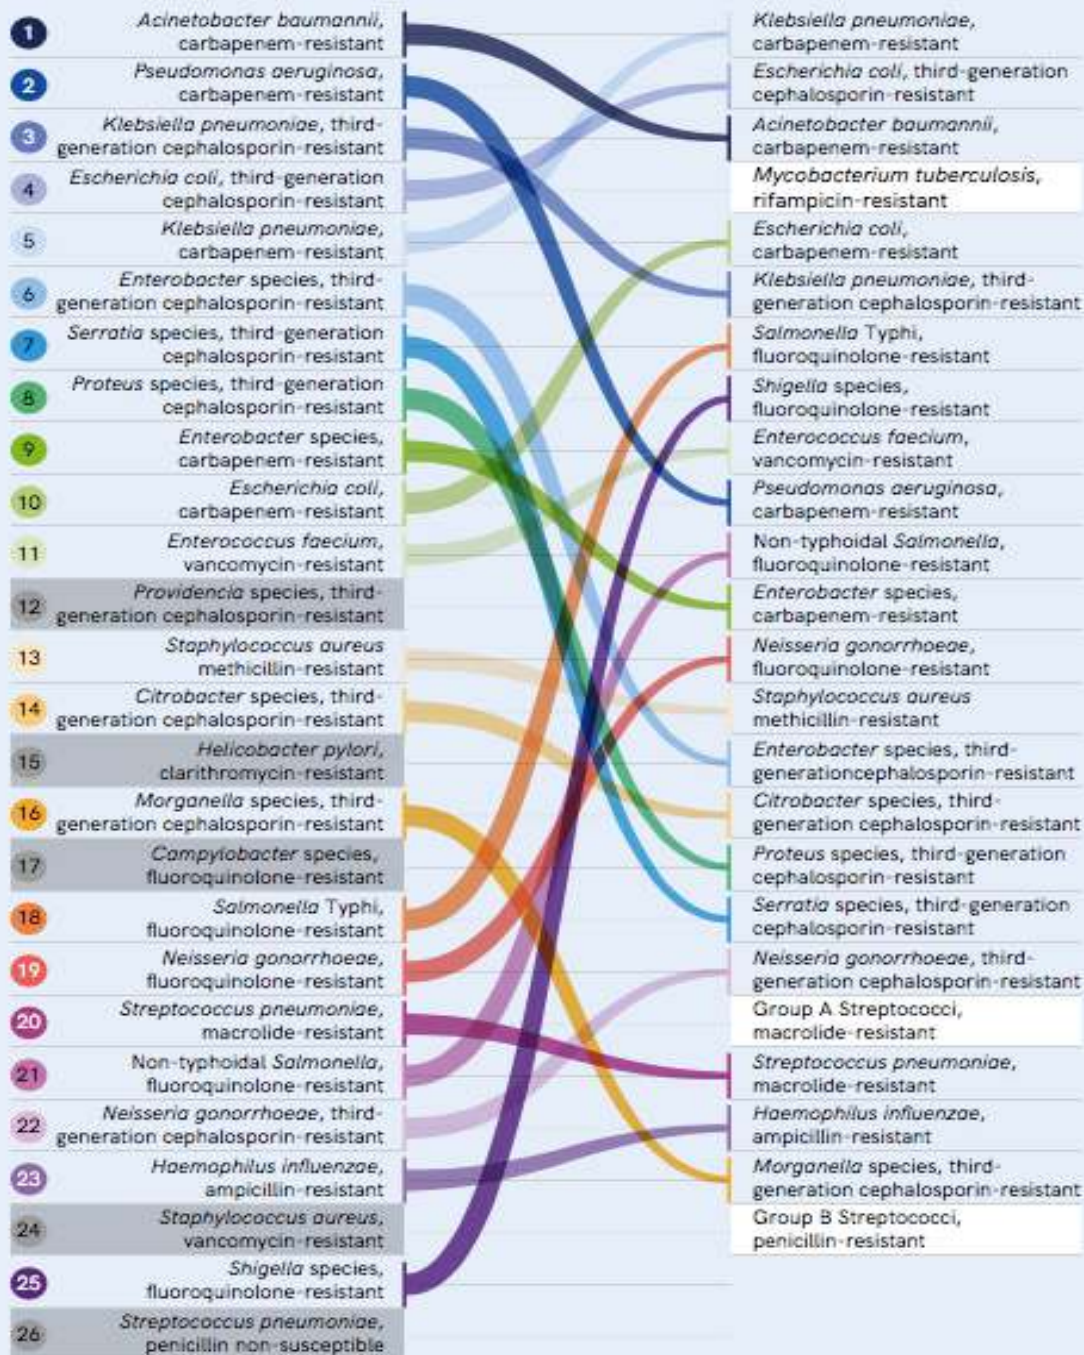 1
Acinetobacter baumannii,
carbapenem-resistant
2
Pseudomonas aeruginosa,
carbapenem-resistant
3
Klebsiella pneumoniae, third-
generation cephalosporin-resistant
4
Escherichia coli, third-generation
cephalosporin-resistant
5
Klebsiella pneumoniae,
carbapenem-resistant
6
Enterobacter species, third-
generation cephalosporin-resistant
7
Serratia species, third-generation
cephalosporin-resistant
8
Proteus species, third-generation
cephalosporin-resistant
9
Enterobacter species,
carbapenem-resistant
10
Escherichia coli,
carbapenem-resistant
11
Enterococcus faecium,
vancomycin-resistant
12
Providencia species, third-
generation cephalosporin-resistant
13
Staphylococcus aureus
methicillin-resistant
14
Citrobacter species, third-
generation cephalosporin-resistant
15
Helicobacter pylori,
clarithromycin-resistant
16
Morganella species, third-
generation cephalosporin-resistant
17
Campylobacter species,
fluoroquinolone-resistant
18
Salmonella Typhi,
fluoroquinolone-resistant
19
Neisseria gonorrhoeae,
fluoroquinolone-resistant
20
Streptococcus pneumoniae,
macrolide-resistant
21
Non-typhoidal Salmonella,
fluoroquinolone-resistant
22
Neisseria gonorrhoeae, third-
generation cephalosporin-resistant
23
Haemophilus influenzae,
ampicillin-resistant
24
Staphylococcus aureus,
vancomycin-resistant
25
Shigella species,
fluoroquinolone-resistant
26
Streptococcus pneumoniae,
penicillin non-susceptible
Klebsiella pneumoniae,
carbapenem-resistant
Escherichia coli, third-generation
cephalosporin-resistant
Acinetobacter baumannii,
carbapenem-resistant
Mycobacterium tuberculosis,
rifampicin-resistant
Escherichia coli,
carbapenem-resistant
Klebsiella pneumoniae, third-
generation cephalosporin-resistant
Salmonella Typhi,
fluoroquinolone-resistant
Shigella species,
fluoroquinolone-resistant
Enterococcus faecium,
vancomycin-resistant
Pseudomonas aeruginosa,
carbapenem-resistant
Non-typhoidal Salmonella,
fluoroquinolone-resistant
Enterobacter species,
carbapenem-resistant
Neisseria gonorrhoeae,
fluoroquinolone-resistant
Staphylococcus aureus
methicillin-resistant
Enterobacter species, third-
generationcephalosporin-resistant
Citrobacter species, third-
generation cephalosporin-resistant
Proteus species, third-generation
cephalosporin-resistant
Serratia species, third-generation
cephalosporin-resistant
Neisseria gonorrhoeae, third-
generation cephalosporin-resistant
Group A Streptococci,
macrolide-resistant
Streptococcus pneumoniae,
macrolide-resistant
Haemophilus influenzae,
ampicillin-resistant
Morganella species, third-
generation cephalosporin-resistant
Group B Streptococci,
penicillin-resistant